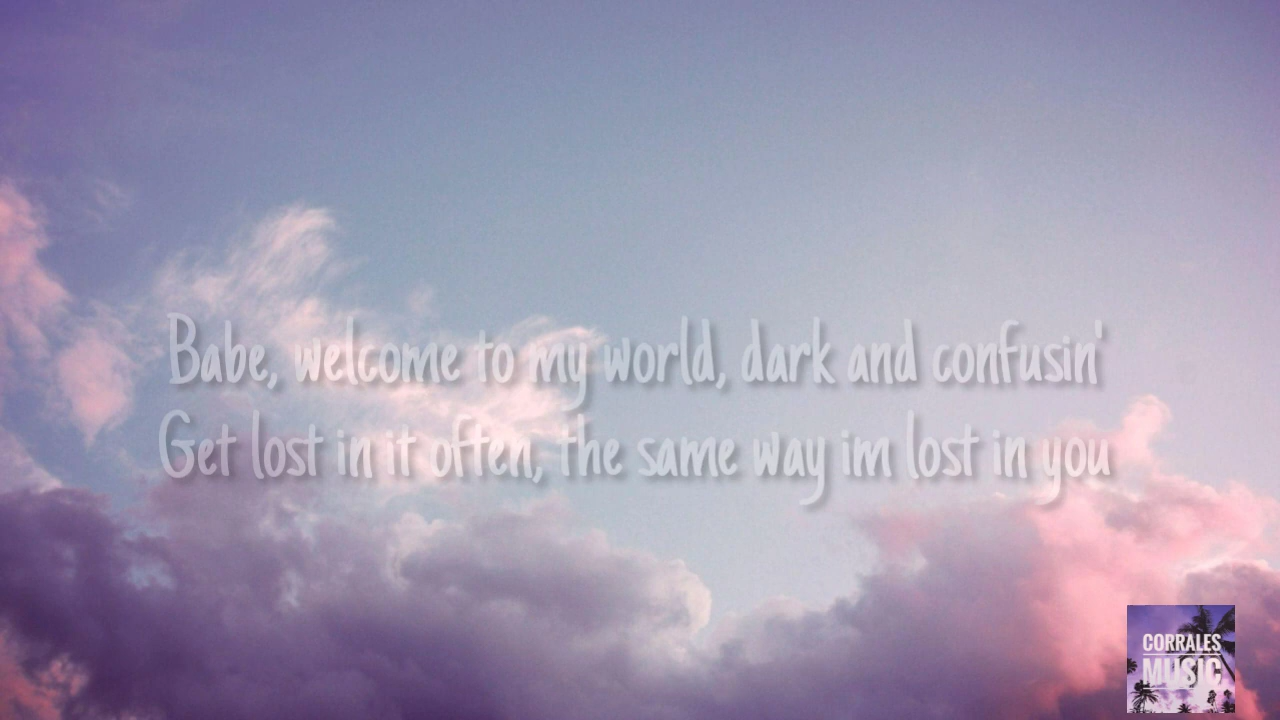 Babe, welcome to my world, dark and confusin'
Get lost in it often, the same way im lost in you
CORRALES
MUSIC